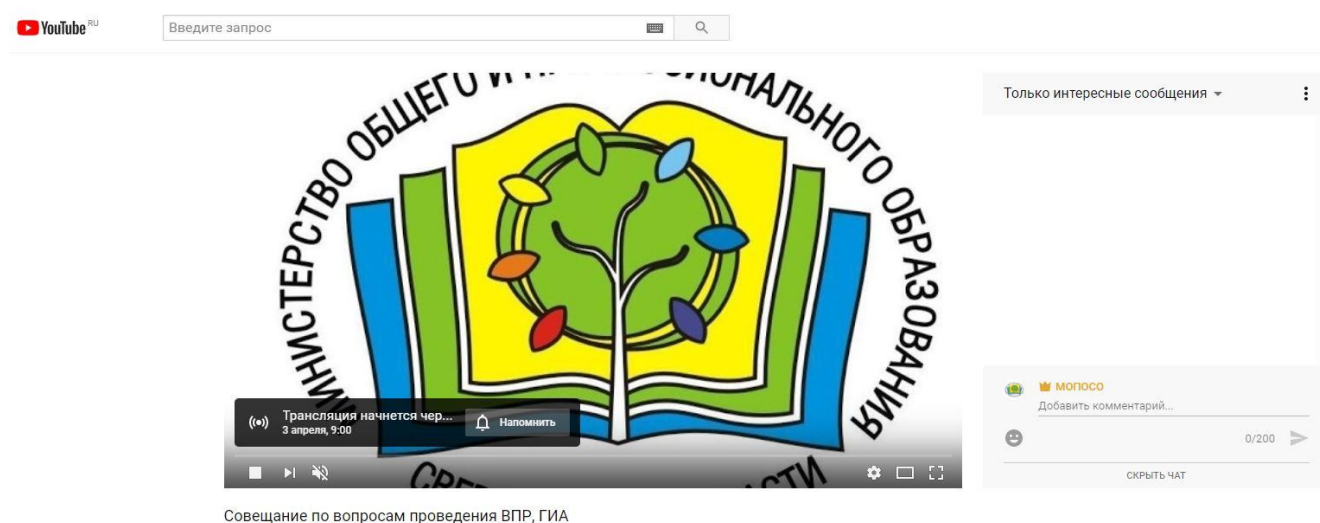 YouTube RU
Введите запрос
МИНИСТЕРСТВО ОБЩЕГО И ОБРАЗОВАНИЯ
Только интересные сообщения
Трансляция начнется чер...
3 апреля, 9:00
Напомнить
МОПОСО
Добавить комментарий...
0/200
СКРЫТЬ ЧАТ
Совещание по вопросам проведения ВПР, ГИА